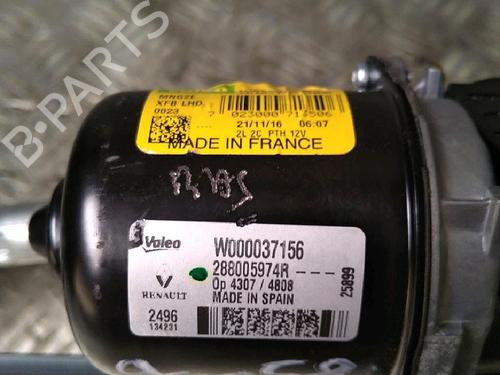 XFB LHD
0023
7 023000 714506
21/11/16 06:07
2L 2C PTH 12V
MADE IN FRANCE
Valeo
W000037156
288005974R - - -
Op 4307 / 4808
MADE IN SPAIN
RENAULT
2496
134231
25899
B-PARTS